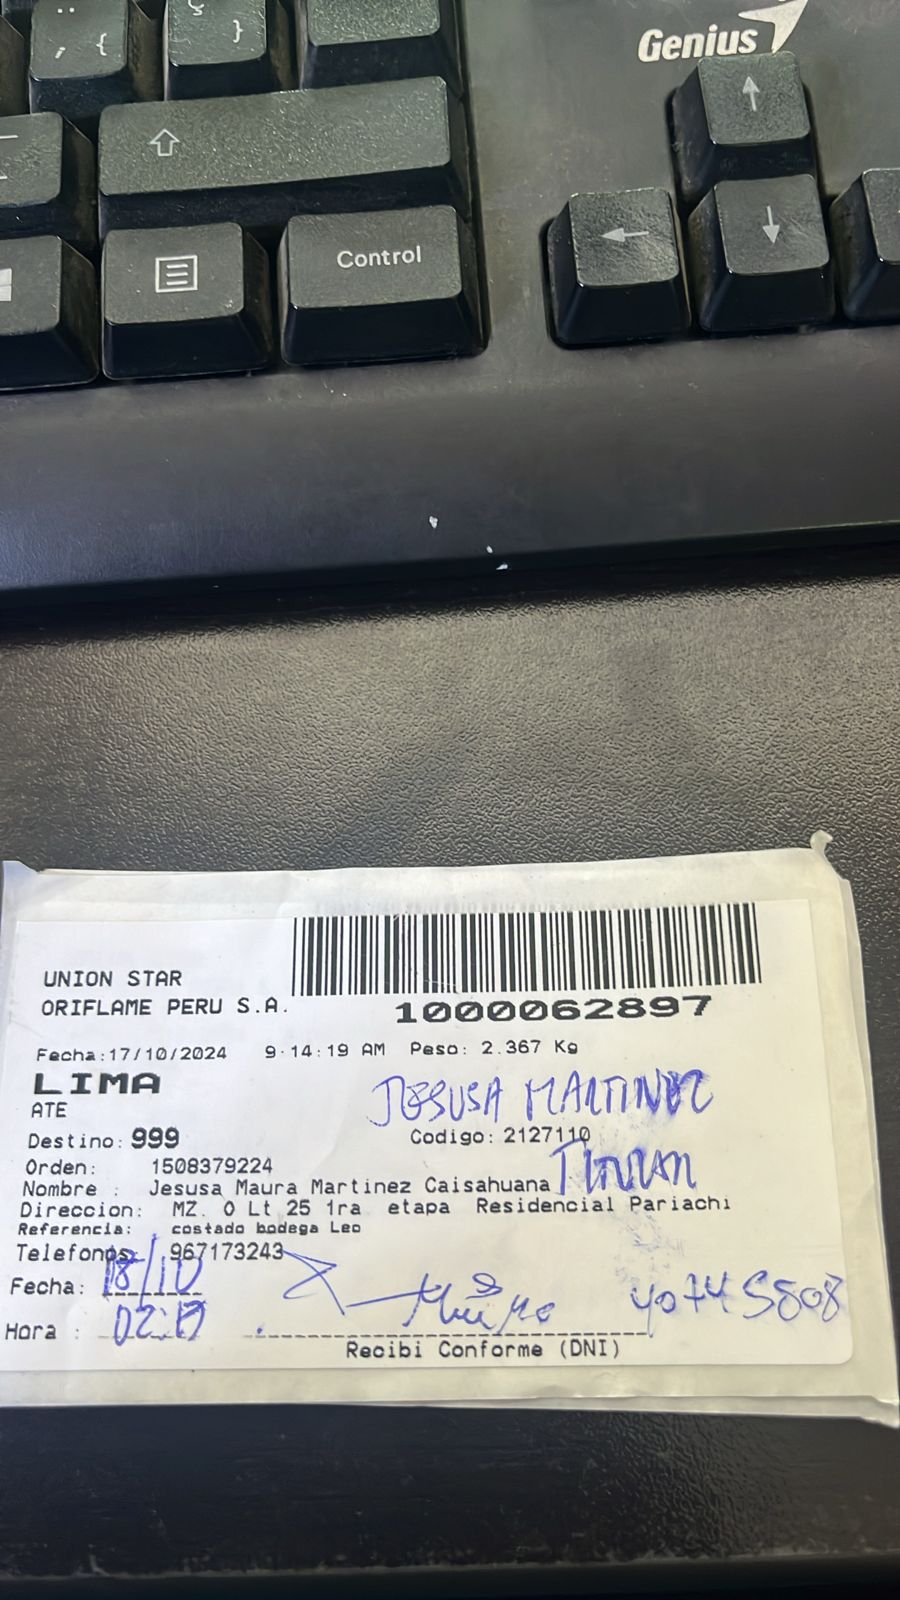 ¨ Ç
; { }
Genius
Control
UNION STAR
ORIFLAME PERU S.A.
1000062897
Fecha:17/10/2024 9:14:19 AM Peso: 2.367 Kg
LIMA
ATE
JESUSA MARTINEZ
Destino: 999
Codigo: 2127110
Orden: 1508379224
Nombre : Jesusa Maura Martinez Caisahuana
Direccion: MZ. O Lt 25 1ra etapa Residencial Pariachi
Referencia: costado bodega Leo
Telefonos 967173243
Fecha: 18/10
Hora : 02:17
40745808
Recibi Conforme (DNI)